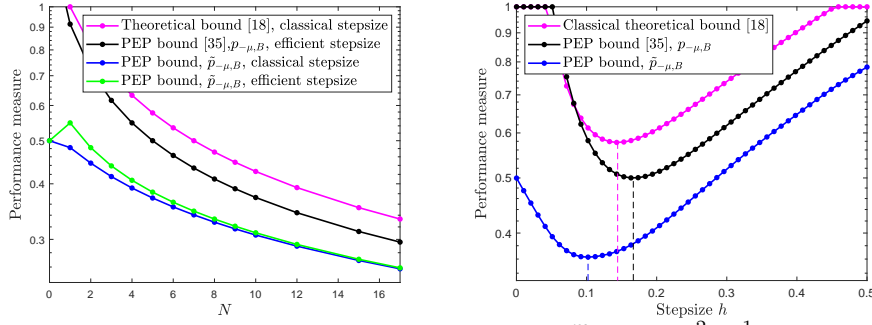 1
0.9
0.8
0.7
0.6
0.5
0.4
0.3
Performance measure
Theoretical bound [18], classical stepsize
PEP bound [35], p₋μ,B, efficient stepsize
PEP bound, p̃₋μ,B, classical stepsize
PEP bound, p̃₋μ,B, efficient stepsize
0 2 4 6 8 10 12 14 16
N
1
0.9
0.8
0.7
0.6
0.5
0.4
Performance measure
Classical theoretical bound [18]
PEP bound [35], p₋μ,B
PEP bound, p̃₋μ,B
0 0.1 0.2 0.3 0.4 0.5
Stepsize h